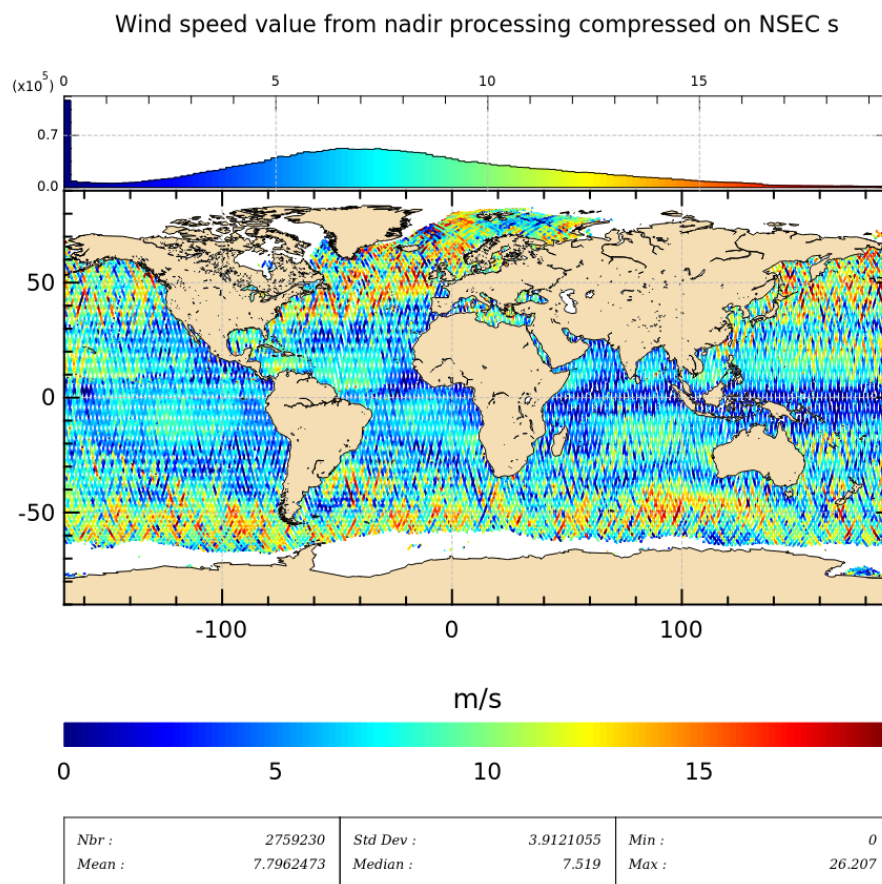 Wind speed value from nadir processing compressed on NSEC s
(x10⁵) 0 5 10 15
0.7
0.0
50
0
-50
-100 0 100
m/s
0 5 10 15
Nbr : 2759230 Std Dev : 3.9121055 Min : 0
Mean : 7.7962473 Median : 7.519 Max : 26.207